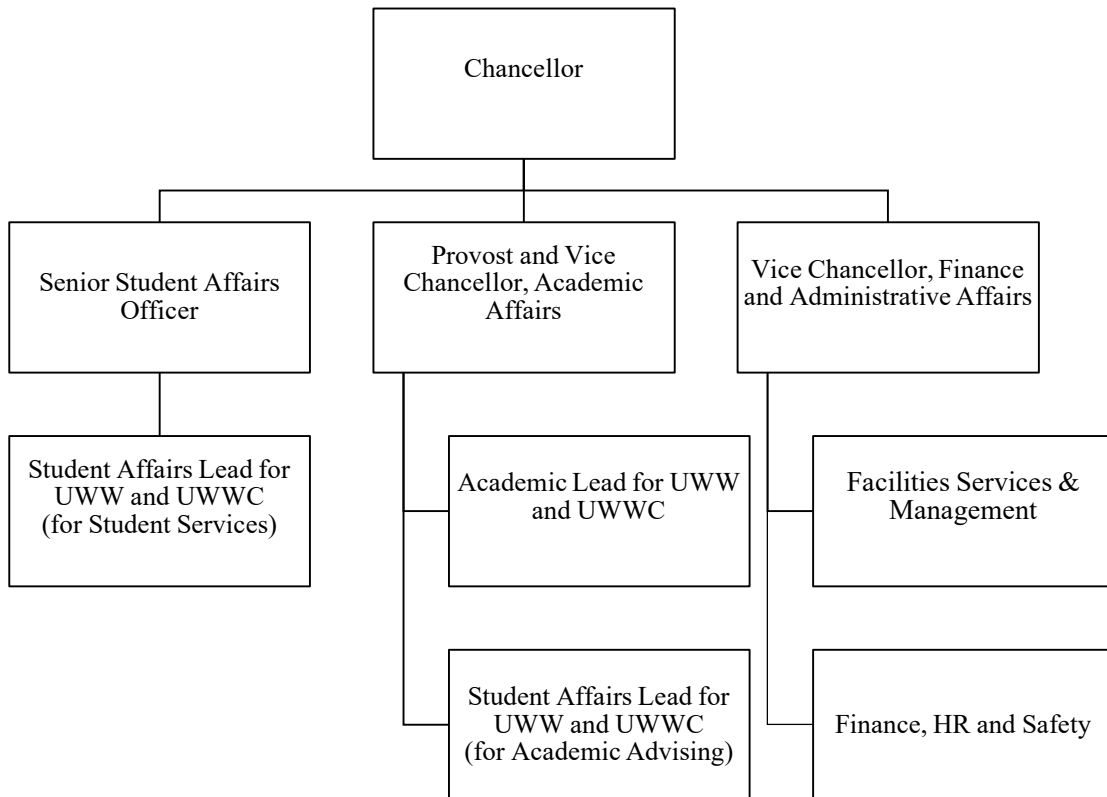 Chancellor
Senior Student Affairs
Officer
Provost and Vice
Chancellor, Academic
Affairs
Vice Chancellor, Finance
and Administrative Affairs
Student Affairs Lead for
UWW and UWWC
(for Student Services)
Academic Lead for UWW
and UWWC
Facilities Services &
Management
Student Affairs Lead for
UWW and UWWC
(for Academic Advising)
Finance, HR and Safety